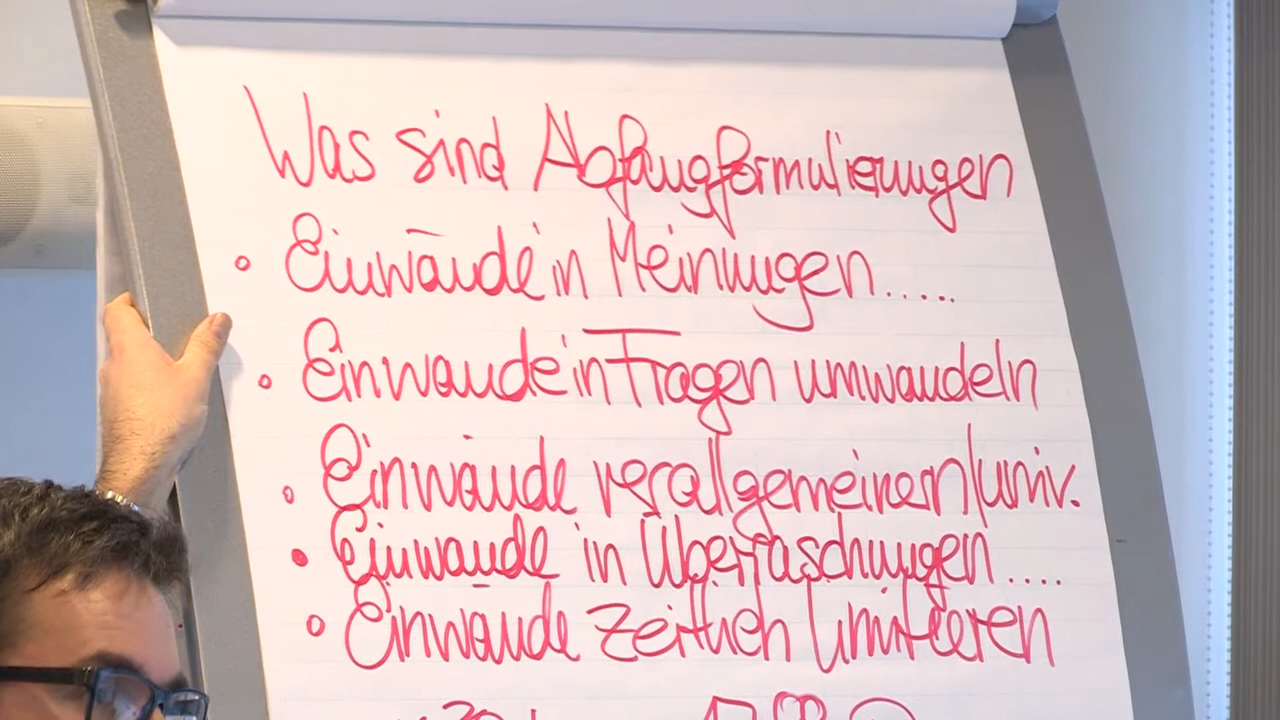 Was sind Abfangformulierungen
• Einwände in Meinungen.....
• Einwände in Fragen umwandeln
• Einwände verallgemeinern/univ.
• Einwände in Überraschungen....
• Einwände zeitlich limitieren